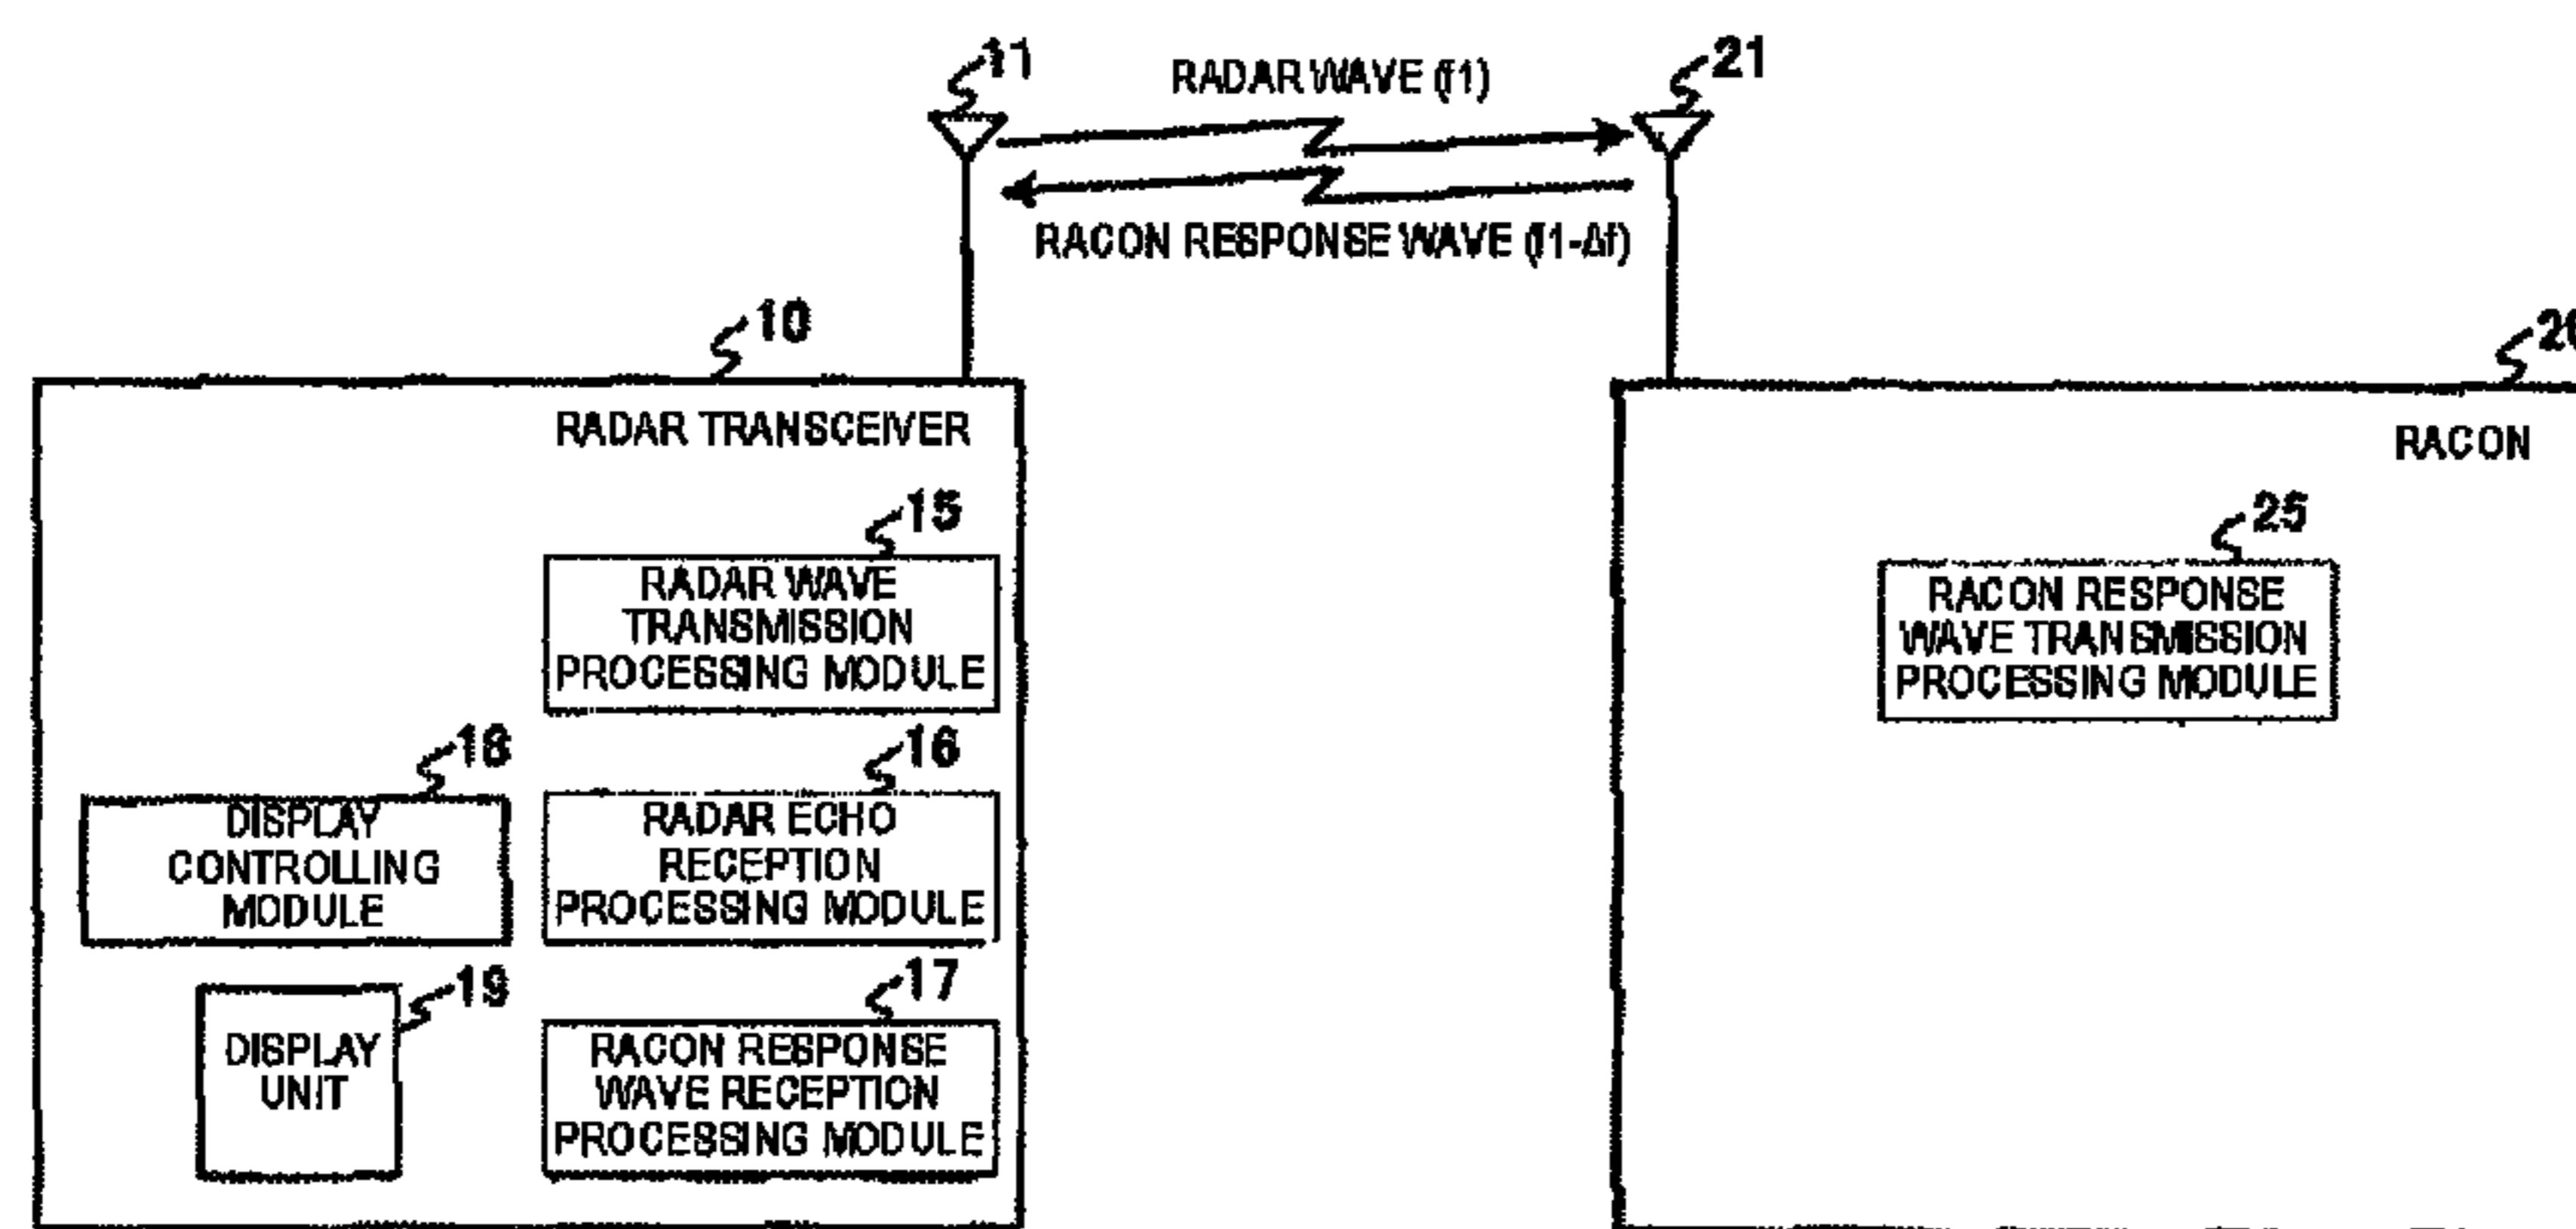 11
RADAR WAVE (f1)
21
RACON RESPONSE WAVE (f1-Δf)
10
RADAR TRANSCEIVER
RACON
15
RADAR WAVE
TRANSMISSION
PROCESSING MODULE
25
RACON RESPONSE
WAVE TRANSMISSION
PROCESSING MODULE
18
DISPLAY
CONTROLLING
MODULE
16
RADAR ECHO
RECEPTION
PROCESSING MODULE
19
DISPLAY
UNIT
17
RACON RESPONSE
WAVE RECEPTION
PROCESSING MODULE